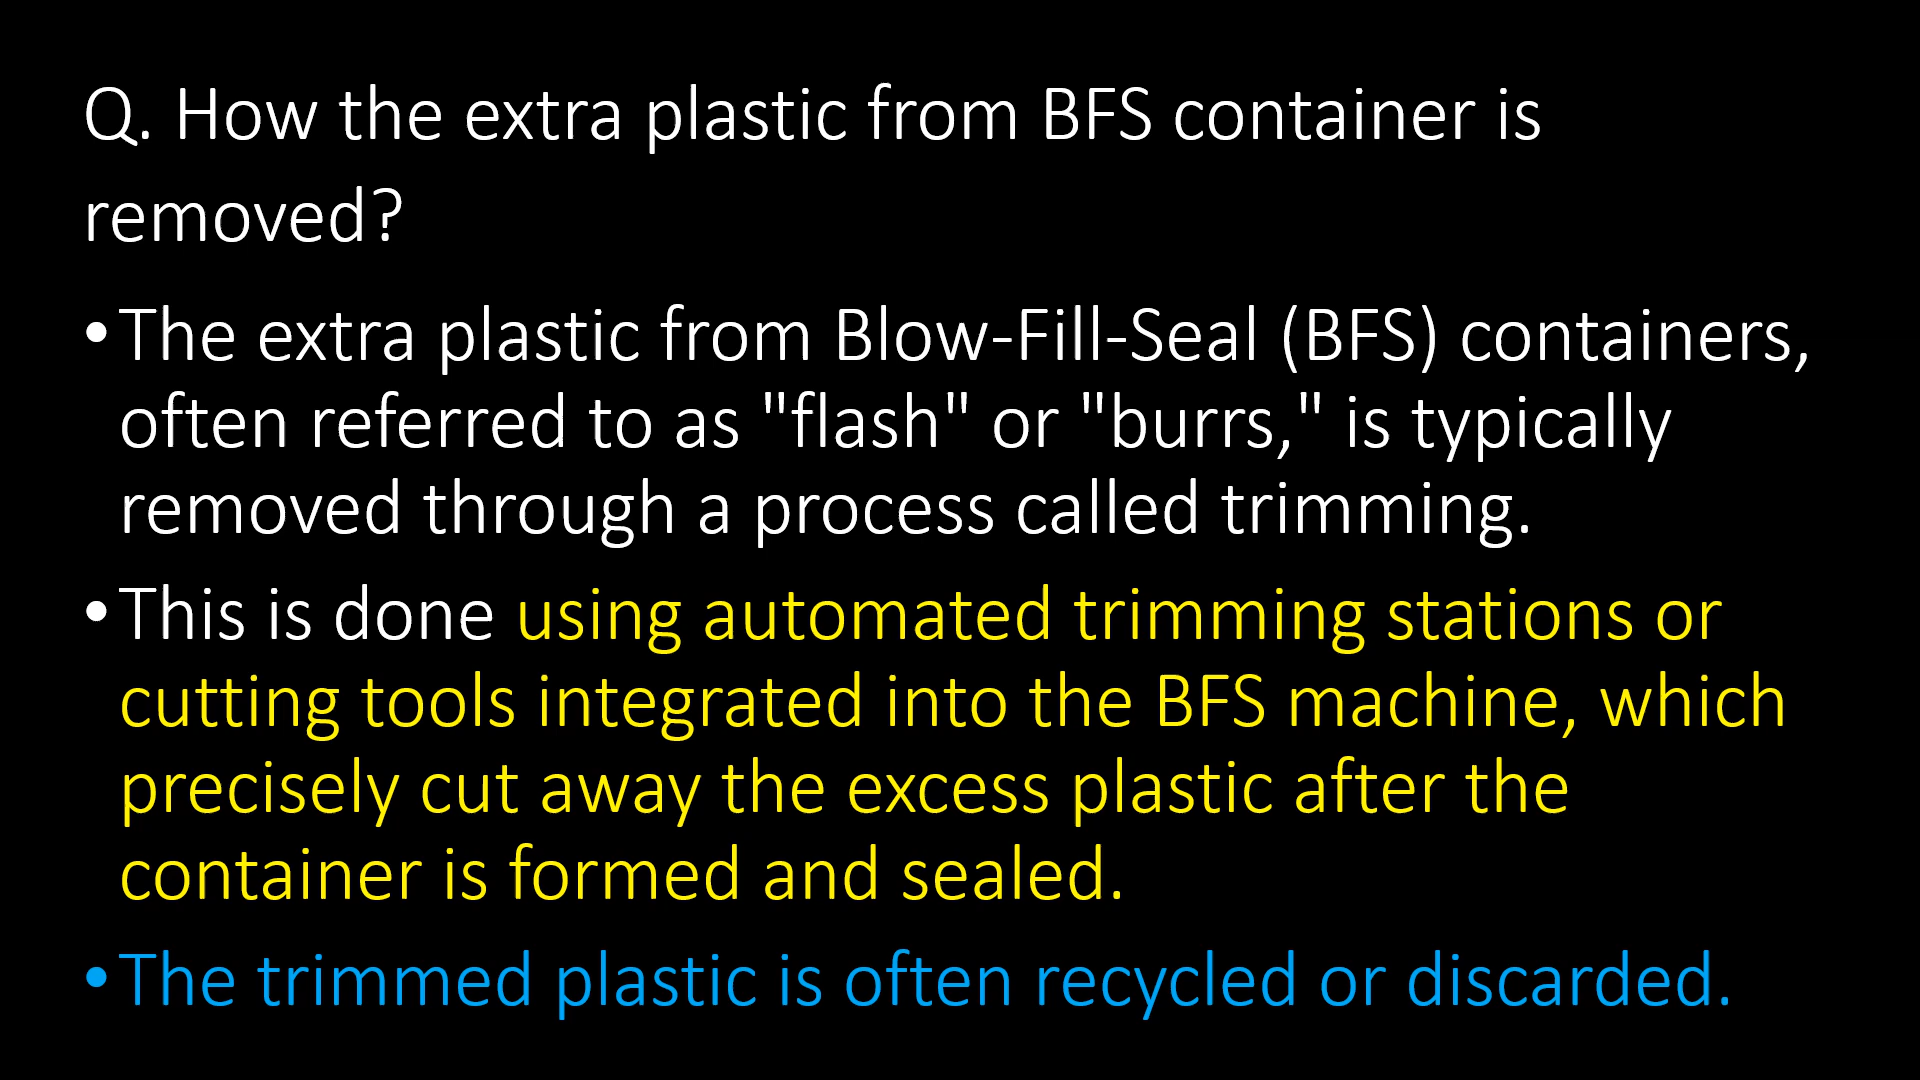 Q. How the extra plastic from BFS container is
removed?
•The extra plastic from Blow-Fill-Seal (BFS) containers,
often referred to as "flash" or "burrs," is typically
removed through a process called trimming.
•This is done using automated trimming stations or
cutting tools integrated into the BFS machine, which
precisely cut away the excess plastic after the
container is formed and sealed.
•The trimmed plastic is often recycled or discarded.